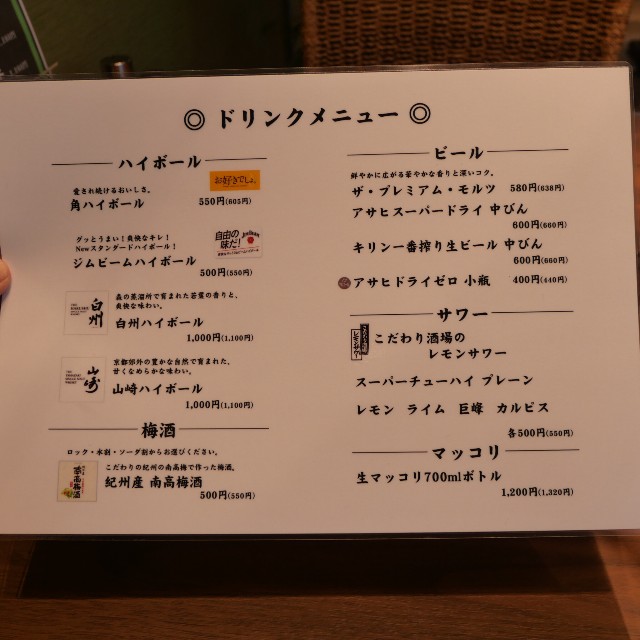 ◎ ドリンクメニュー ◎
ハイボール
愛され続けるおいしさ。
お好きでしょ。
角ハイボール 550円(605円)
グッとうまい！爽快なキレ！
Newスタンダードハイボール！
自由の味だ！
ジムビームハイボール
500円(550円)
白州
森の蒸溜所で育まれた若葉の香りと、
爽快な味わい。
白州ハイボール
1,000円(1,100円)
山崎
京都郊外の豊かな自然で育まれた、
甘くなめらかな味わい。
山崎ハイボール
1,000円(1,100円)
梅酒
ロック・水割・ソーダ割からお選びください。
南高梅酒
こだわりの紀州の南高梅で作った梅酒。
紀州産 南高梅酒
500円(550円)
ビール
鮮やかに広がる華やかな香りと深いコク。
ザ・プレミアム・モルツ 580円(638円)
アサヒスーパードライ 中びん
600円(660円)
キリン一番搾り生ビール 中びん
600円(660円)
アサヒドライゼロ 小瓶 400円(440円)
サワー
こだわり酒場の
レモンサワー
スーパーチューハイ プレーン
レモン ライム 巨峰 カルピス
各500円(550円)
マッコリ
生マッコリ700mlボトル
1,200円(1,320円)